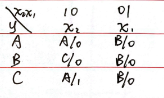 x₂x₁ 10 01
y x₂ x₁
A A/0 B/0
B C/0 B/0
C A/1 B/0